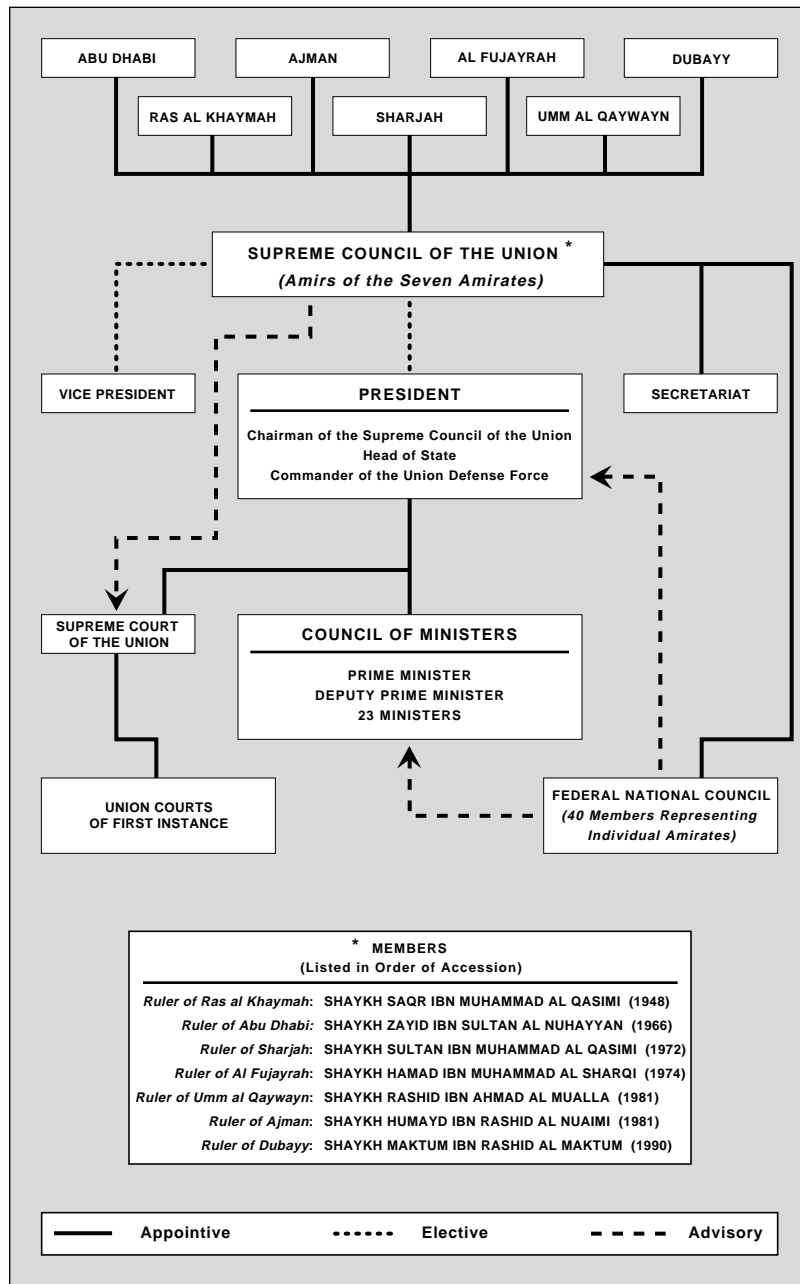 ABU DHABI
AJMAN
AL FUJAYRAH
DUBAYY
RAS AL KHAYMAH
SHARJAH
UMM AL QAYWAYN
SUPREME COUNCIL OF THE UNION *
(Amirs of the Seven Amirates)
VICE PRESIDENT
PRESIDENT
Chairman of the Supreme Council of the Union
Head of State
Commander of the Union Defense Force
SECRETARIAT
SUPREME COURT
OF THE UNION
COUNCIL OF MINISTERS
PRIME MINISTER
DEPUTY PRIME MINISTER
23 MINISTERS
UNION COURTS
OF FIRST INSTANCE
FEDERAL NATIONAL COUNCIL
(40 Members Representing
Individual Amirates)
* MEMBERS
(Listed in Order of Accession)
Ruler of Ras al Khaymah: SHAYKH SAQR IBN MUHAMMAD AL QASIMI (1948)
Ruler of Abu Dhabi: SHAYKH ZAYID IBN SULTAN AL NUHAYYAN (1966)
Ruler of Sharjah: SHAYKH SULTAN IBN MUHAMMAD AL QASIMI (1972)
Ruler of Al Fujayrah: SHAYKH HAMAD IBN MUHAMMAD AL SHARQI (1974)
Ruler of Umm al Qaywayn: SHAYKH RASHID IBN AHMAD AL MUALLA (1981)
Ruler of Ajman: SHAYKH HUMAYD IBN RASHID AL NUAIMI (1981)
Ruler of Dubayy: SHAYKH MAKTUM IBN RASHID AL MAKTUM (1990)
Appointive Elective Advisory